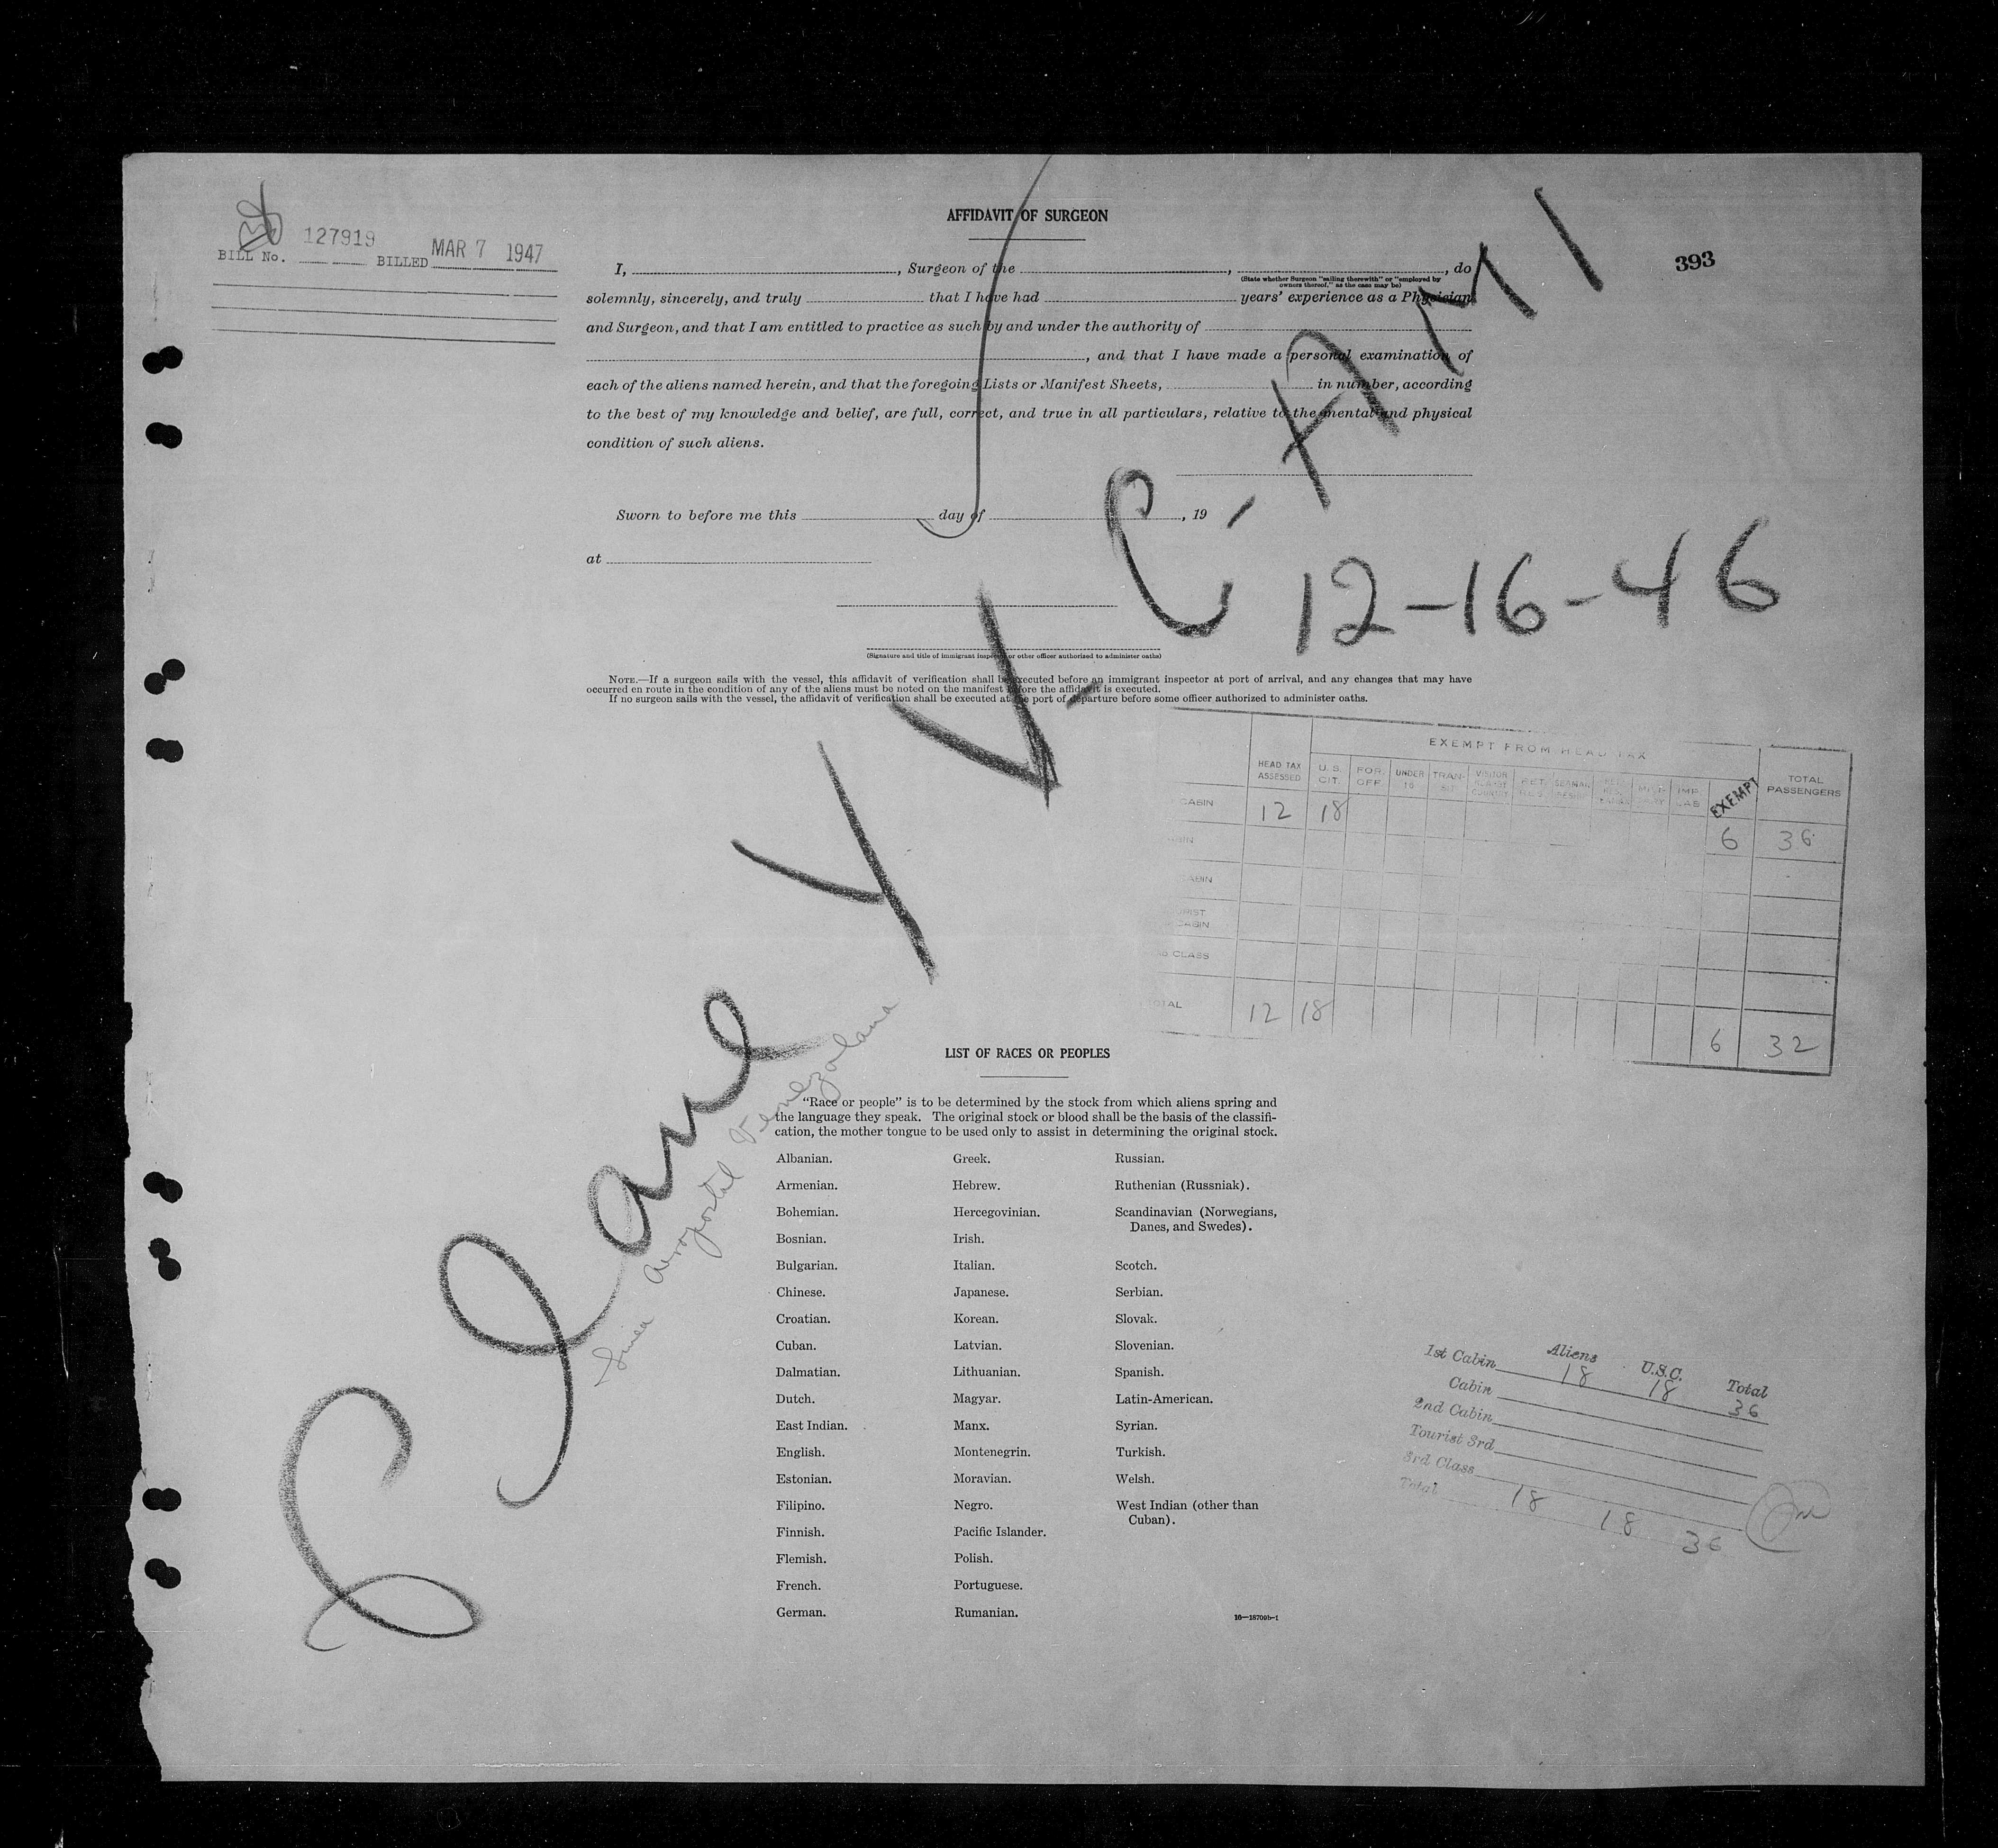 AFFIDAVIT OF SURGEON
393
BILL No. 127919 BILLED MAR 7 1947
I, , Surgeon of the , , do
(State whether Surgeon "sailing therewith" or "employed by
owners thereof," as the case may be)
solemnly, sincerely, and truly that I have had years' experience as a Physician
and Surgeon, and that I am entitled to practice as such by and under the authority of
, and that I have made a personal examination of
each of the aliens named herein, and that the foregoing Lists or Manifest Sheets, in number, according
to the best of my knowledge and belief, are full, correct, and true in all particulars, relative to the mental and physical
condition of such aliens.
Sworn to before me this day of , 19
at
(Signature and title of immigrant inspector or other officer authorized to administer oaths)
NOTE.—If a surgeon sails with the vessel, this affidavit of verification shall be executed before an immigrant inspector at port of arrival, and any changes that may have
occurred en route in the condition of any of the aliens must be noted on the manifest before the affidavit is executed.
If no surgeon sails with the vessel, the affidavit of verification shall be executed at the port of departure before some officer authorized to administer oaths.
Plane YV-C-AMI
12-16-46
Linea Aeropostal Venezolana
EXEMPT FROM HEAD TAX
HEAD TAX ASSESSED U.S. CIT. FOR. OFF. UNDER 16 TRAN- SIT EXEMPT TOTAL PASSENGERS
CABIN 12 18 6 36
CABIN
CLASS
TOTAL 12 18 6 32
LIST OF RACES OR PEOPLES
"Race or people" is to be determined by the stock from which aliens spring and
the language they speak. The original stock or blood shall be the basis of the classifi-
cation, the mother tongue to be used only to assist in determining the original stock.
Albanian. Greek. Russian.
Armenian. Hebrew. Ruthenian (Russniak).
Bohemian. Hercegovinian. Scandinavian (Norwegians,
Danes, and Swedes).
Bosnian. Irish.
Bulgarian. Italian. Scotch.
Chinese. Japanese. Serbian.
Croatian. Korean. Slovak.
Cuban. Latvian. Slovenian.
Dalmatian. Lithuanian. Spanish.
Dutch. Magyar. Latin-American.
East Indian. Manx. Syrian.
English. Montenegrin. Turkish.
Estonian. Moravian. Welsh.
Filipino. Negro. West Indian (other than
Cuban).
Finnish. Pacific Islander.
Flemish. Polish.
French. Portuguese.
German. Rumanian.
16—18709b-1
Aliens U.S.C. Total
1st Cabin 18 18 36
Cabin
2nd Cabin
Tourist 3rd
3rd Class
Total 18 18 36